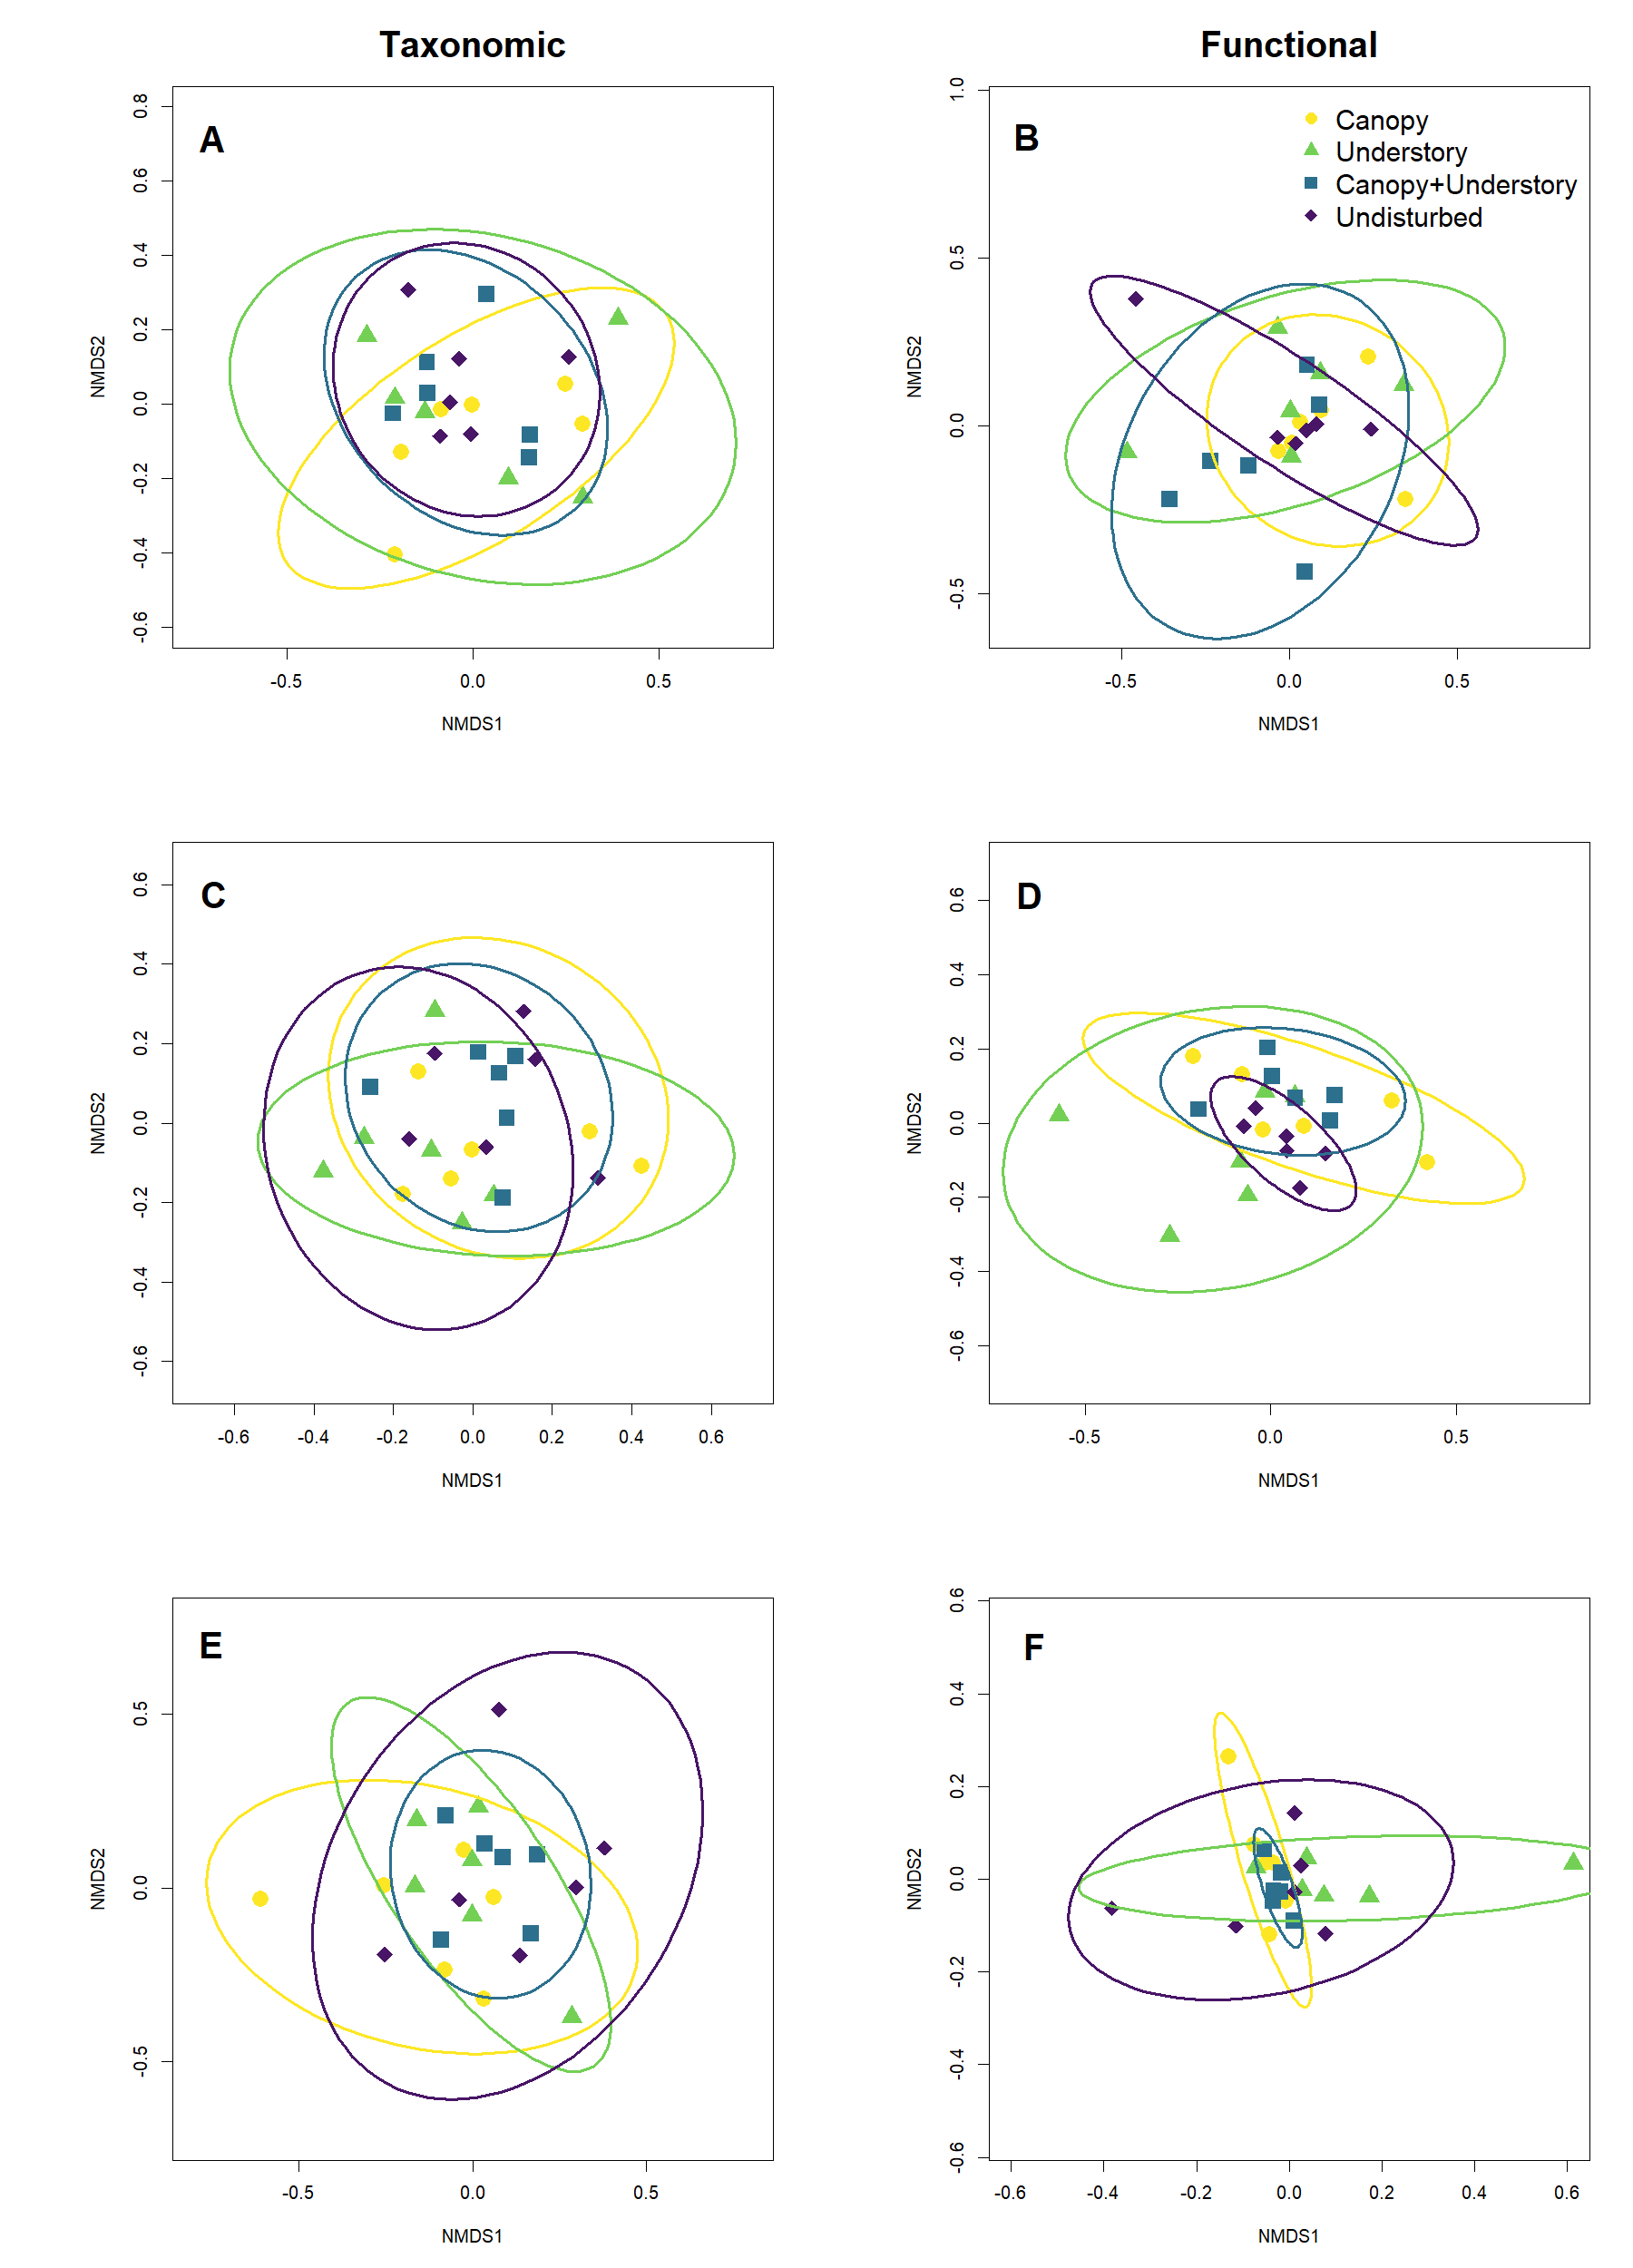 Taxonomic
Functional
A
0.8
0.6
0.4
0.2
0.0
-0.2
-0.4
-0.6
NMDS2
-0.5
0.0
0.5
NMDS1
B
Canopy
Understory
Canopy+Understory
Undisturbed
1.0
0.5
0.0
-0.5
NMDS2
-0.5
0.0
0.5
NMDS1
C
0.6
0.4
0.2
0.0
-0.2
-0.4
-0.6
NMDS2
-0.6
-0.4
-0.2
0.0
0.2
0.4
0.6
NMDS1
D
0.6
0.4
0.2
0.0
-0.2
-0.4
-0.6
NMDS2
-0.5
0.0
0.5
NMDS1
E
0.5
0.0
-0.5
NMDS2
-0.5
0.0
0.5
NMDS1
F
0.6
0.4
0.2
0.0
-0.2
-0.4
-0.6
NMDS2
-0.6
-0.4
-0.2
0.0
0.2
0.4
0.6
NMDS1